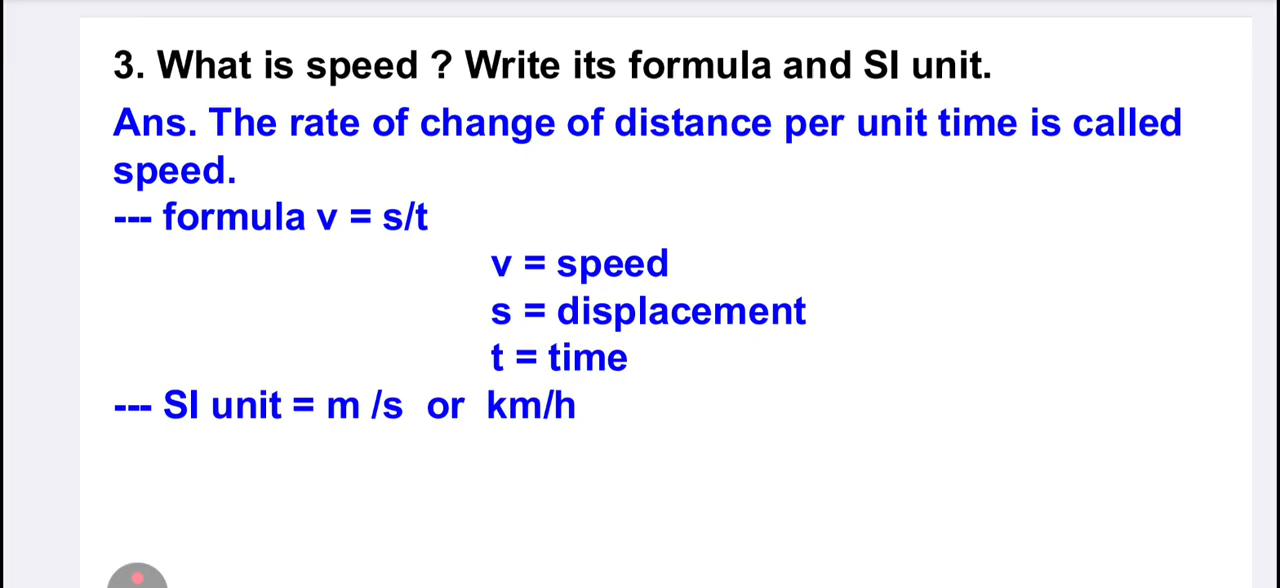 3. What is speed ? Write its formula and SI unit.
Ans. The rate of change of distance per unit time is called
speed.
--- formula v = s/t
v = speed
s = displacement
t = time
--- SI unit = m /s or km/h